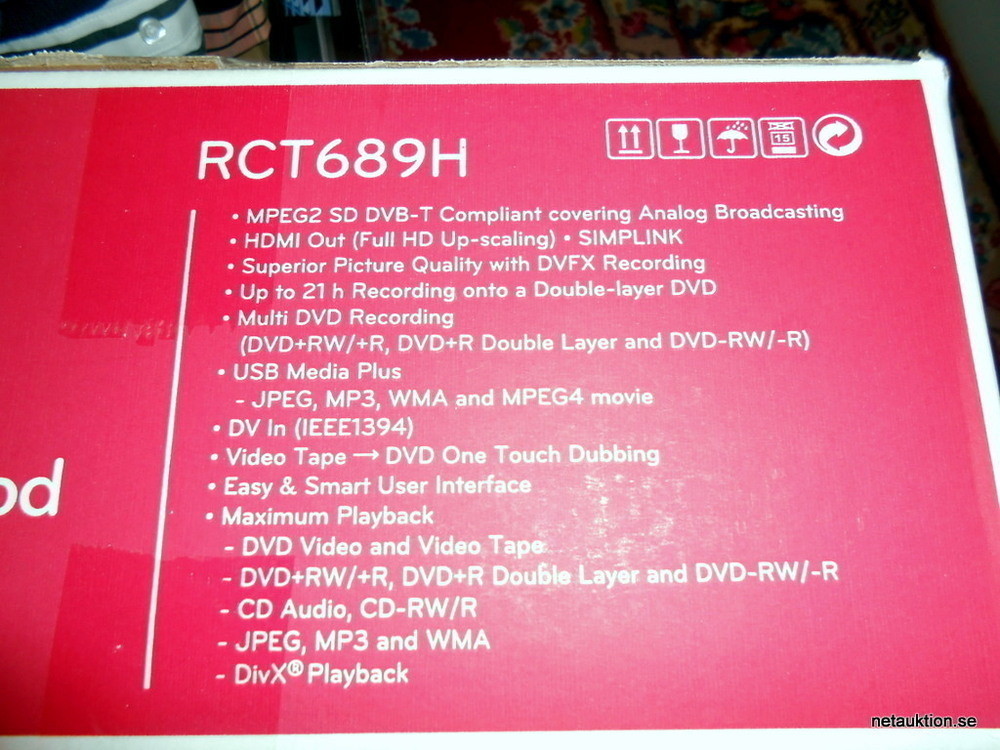 RCT689H
15
• MPEG2 SD DVB-T Compliant covering Analog Broadcasting
• HDMI Out (Full HD Up-scaling) • SIMPLINK
• Superior Picture Quality with DVFX Recording
• Up to 21 h Recording onto a Double-layer DVD
• Multi DVD Recording
(DVD+RW/+R, DVD+R Double Layer and DVD-RW/-R)
• USB Media Plus
- JPEG, MP3, WMA and MPEG4 movie
• DV In (IEEE1394)
• Video Tape → DVD One Touch Dubbing
• Easy & Smart User Interface
• Maximum Playback
- DVD Video and Video Tape
- DVD+RW/+R, DVD+R Double Layer and DVD-RW/-R
- CD Audio, CD-RW/R
- JPEG, MP3 and WMA
- DivX® Playback
netauktion.se